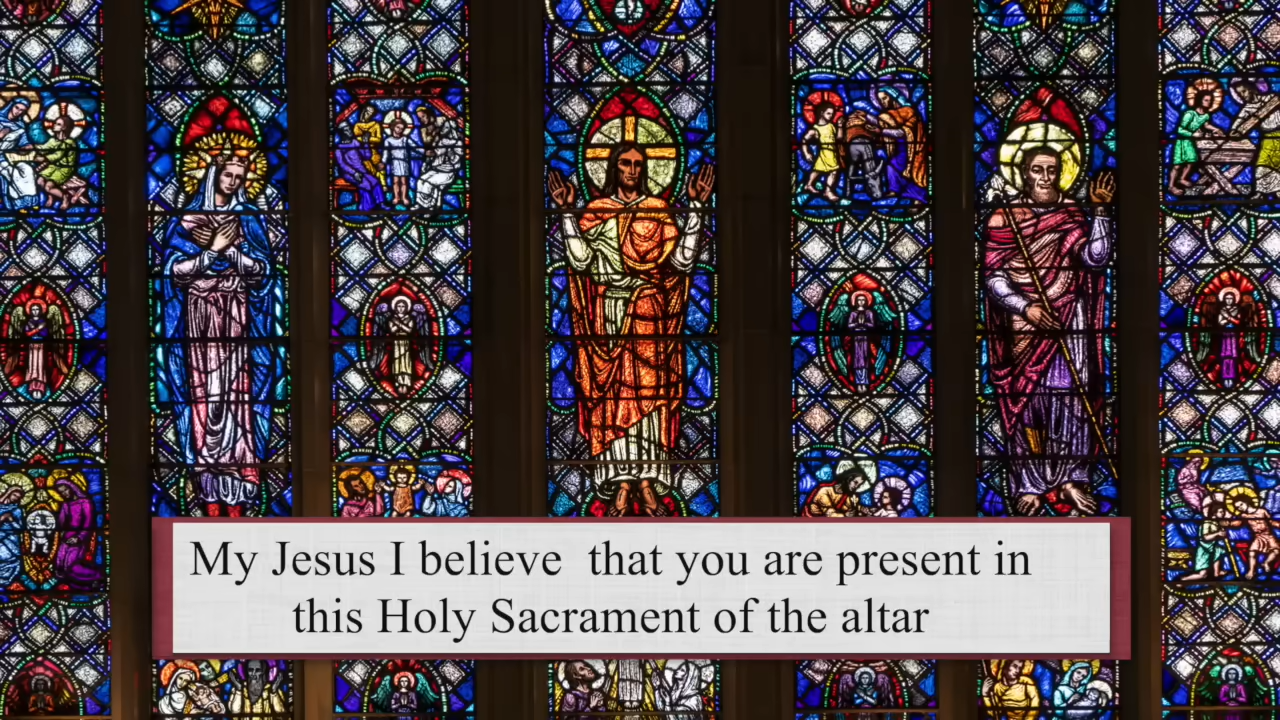 My Jesus I believe  that you are present in
this Holy Sacrament of the altar